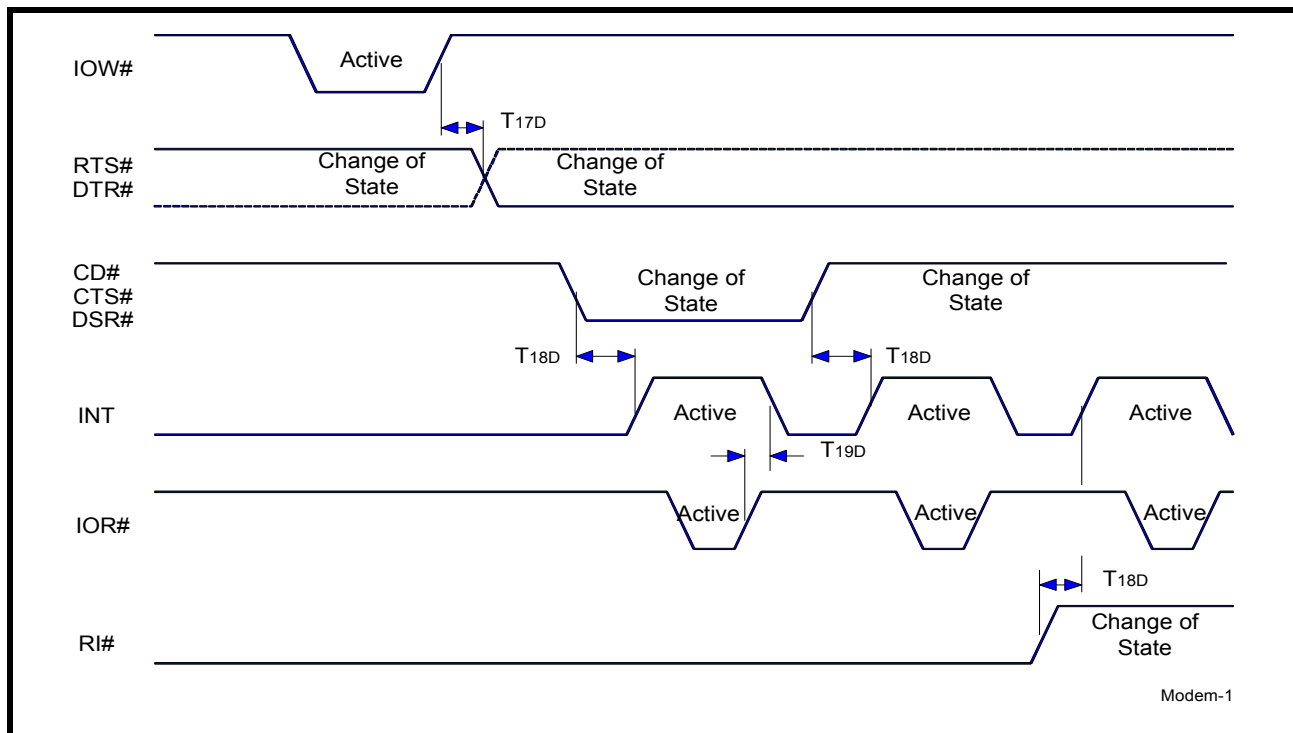 IOW#
Active
T17D
RTS#
DTR#
Change of
State
Change of
State
CD#
CTS#
DSR#
Change of
State
Change of
State
T18D
T18D
INT
Active
Active
Active
T19D
IOR#
Active
Active
Active
T18D
RI#
Change of
State
Modem-1